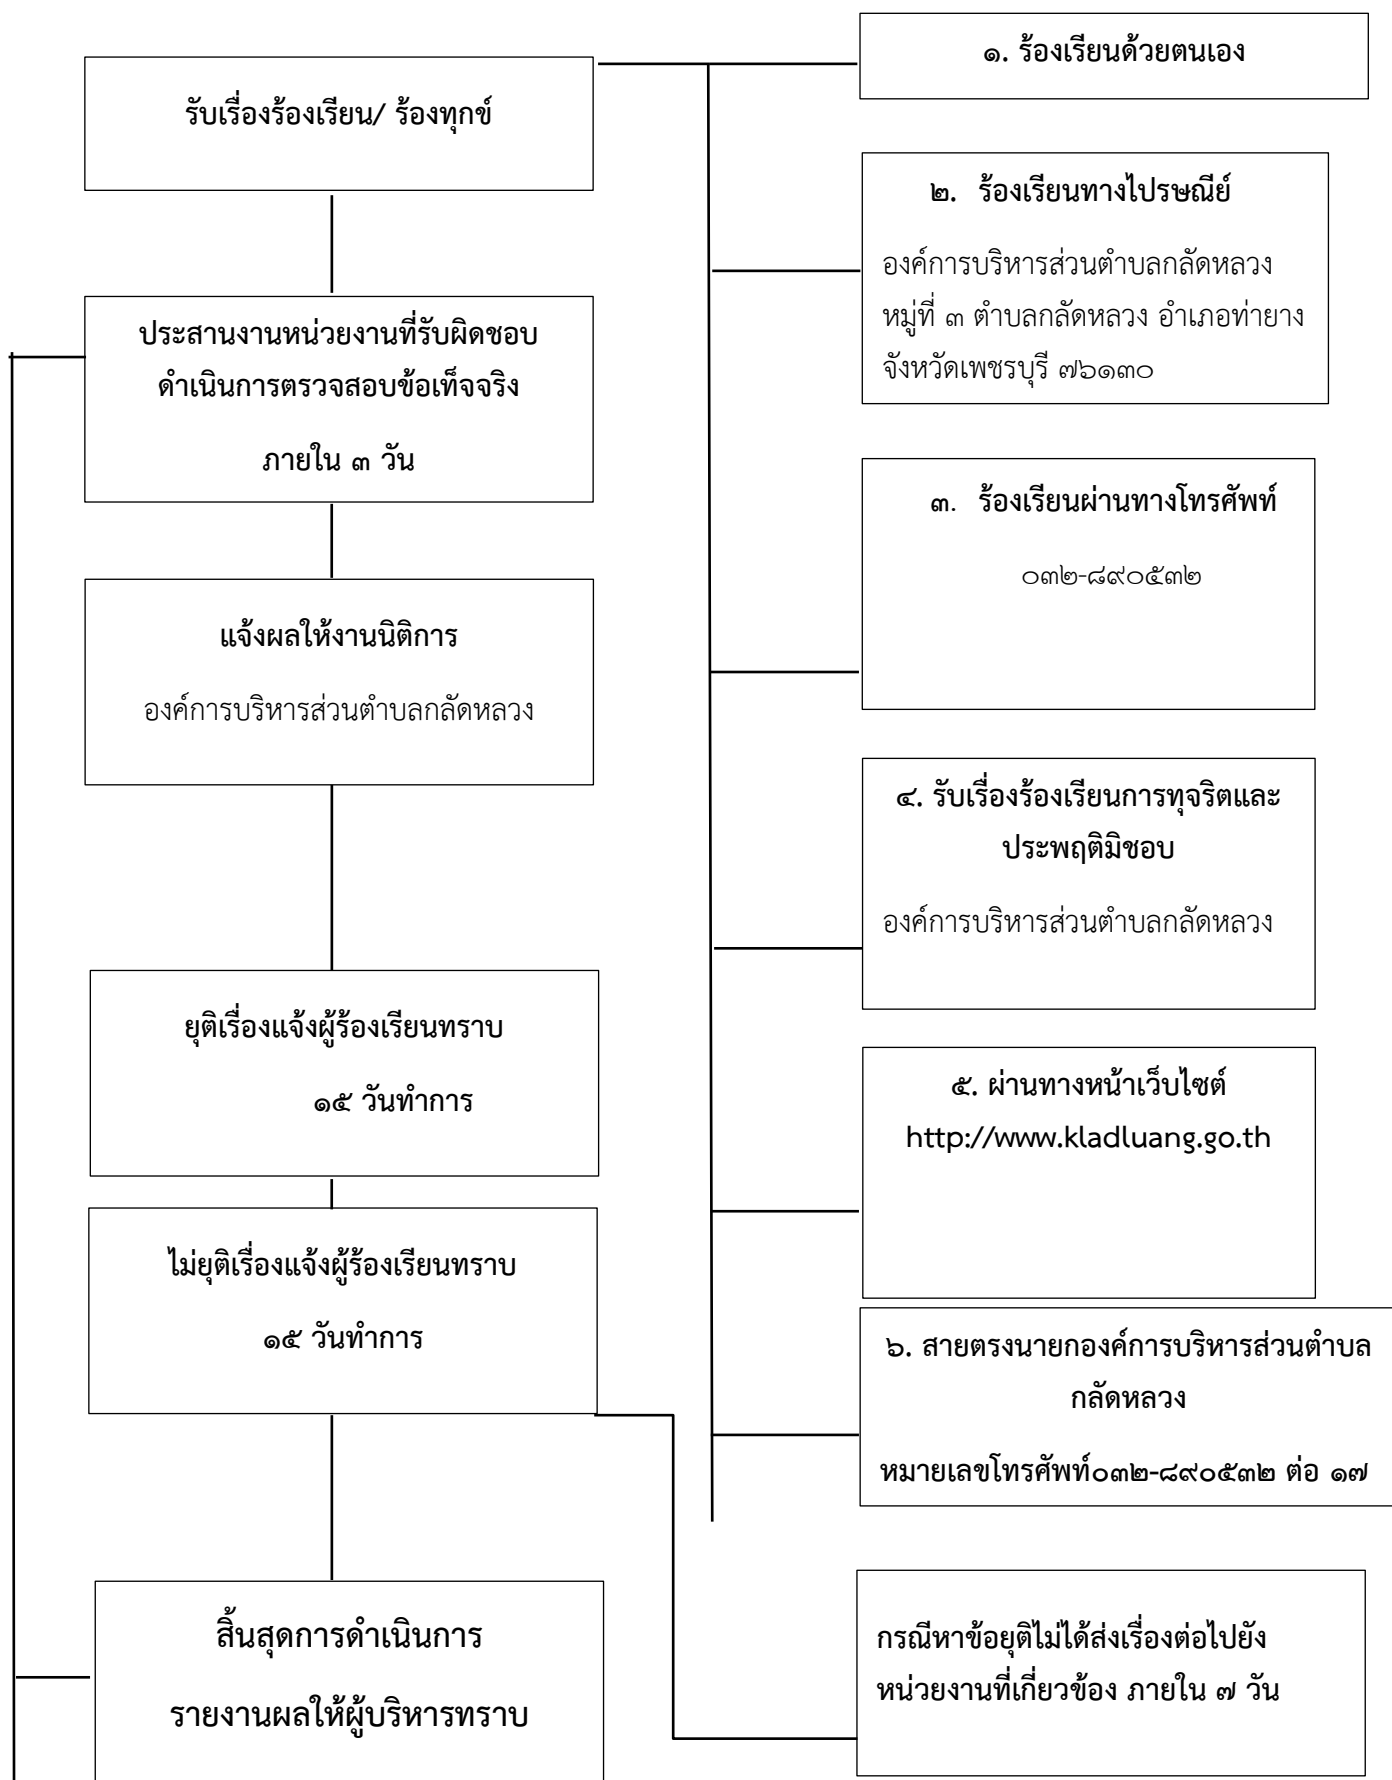 รับเรื่องร้องเรียน/ ร้องทุกข์
ประสานงานหน่วยงานที่รับผิดชอบ
ดำเนินการตรวจสอบข้อเท็จจริง
ภายใน ๓ วัน
แจ้งผลให้งานนิติการ
องค์การบริหารส่วนตำบลกลัดหลวง
ยุติเรื่องแจ้งผู้ร้องเรียนทราบ
๑๕ วันทำการ
ไม่ยุติเรื่องแจ้งผู้ร้องเรียนทราบ
๑๕ วันทำการ
สิ้นสุดการดำเนินการ
รายงานผลให้ผู้บริหารทราบ
๑. ร้องเรียนด้วยตนเอง
๒. ร้องเรียนทางไปรษณีย์
องค์การบริหารส่วนตำบลกลัดหลวง
หมู่ที่ ๓ ตำบลกลัดหลวง อำเภอท่ายาง
จังหวัดเพชรบุรี ๗๖๑๓๐
๓. ร้องเรียนผ่านทางโทรศัพท์
๐๓๒-๘๙๐๕๓๒
๔. รับเรื่องร้องเรียนการทุจริตและ
ประพฤติมิชอบ
องค์การบริหารส่วนตำบลกลัดหลวง
๕. ผ่านทางหน้าเว็บไซต์
http://www.kladluang.go.th
๖. สายตรงนายกองค์การบริหารส่วนตำบล
กลัดหลวง
หมายเลขโทรศัพท์๐๓๒-๘๙๐๕๓๒ ต่อ ๑๗
กรณีหาข้อยุติไม่ได้ส่งเรื่องต่อไปยัง
หน่วยงานที่เกี่ยวข้อง ภายใน ๗ วัน